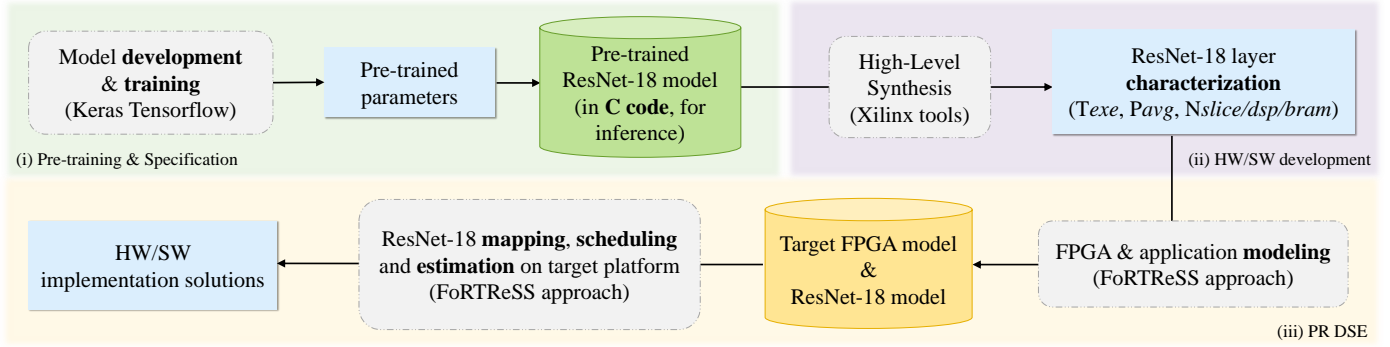 Model development
& training
(Keras Tensorflow)
Pre-trained
parameters
Pre-trained
ResNet-18 model
(in C code, for
inference)
(i) Pre-training & Specification
High-Level
Synthesis
(Xilinx tools)
ResNet-18 layer
characterization
(Texe, Pavg, Nslice/dsp/bram)
(ii) HW/SW development
FPGA & application modeling
(FoRTReSS approach)
Target FPGA model
&
ResNet-18 model
ResNet-18 mapping, scheduling
and estimation on target platform
(FoRTReSS approach)
HW/SW
implementation solutions
(iii) PR DSE